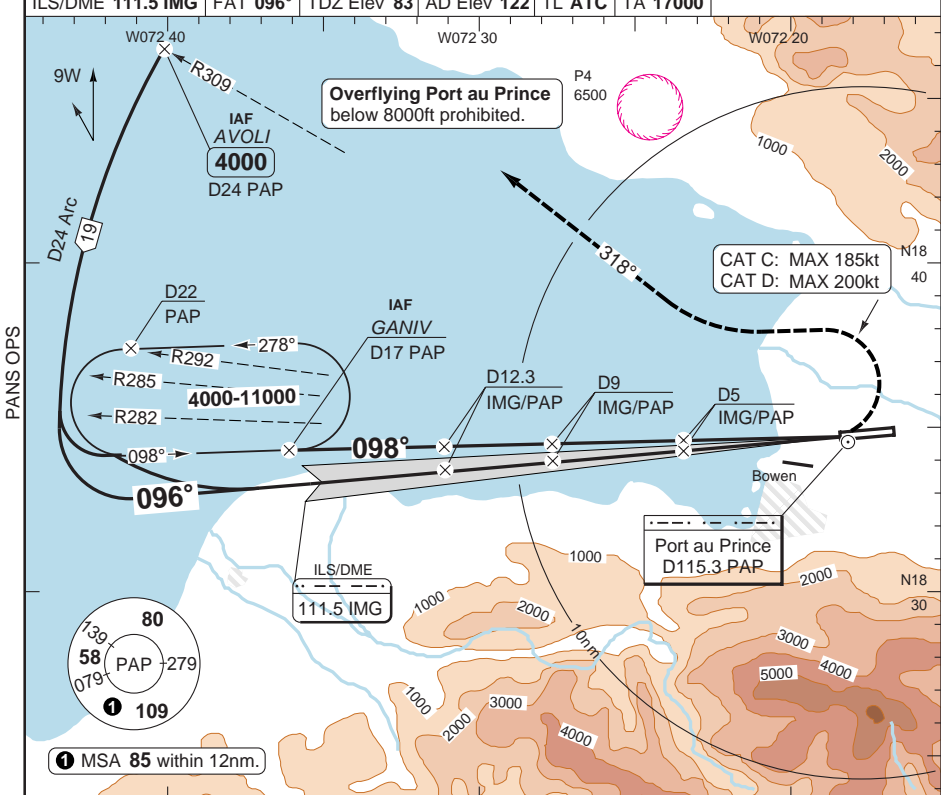 ILS/DME 111.5 IMG FAT 096° TDZ Elev 83 AD Elev 122 TL ATC TA 17000
W072 40
W072 30
W072 20
9W
R309
Overflying Port au Prince
below 8000ft prohibited.
P4
6500
IAF
AVOLI
4000
D24 PAP
1000
2000
D24 Arc
19
318°
CAT C: MAX 185kt
CAT D: MAX 200kt
N18
40
PANS OPS
D22
PAP
IAF
GANIV
D17 PAP
278°
R292
R285
4000-11000
R282
D12.3
IMG/PAP
D9
IMG/PAP
D5
IMG/PAP
098°
098°
096°
Bowen
Port au Prince
D115.3 PAP
ILS/DME
111.5 IMG
1000
2000
N18
30
1000
2000
10nm
3000
4000
5000
80
139
58
PAP
279
079
1
109
1000
2000
3000
4000
1 MSA 85 within 12nm.